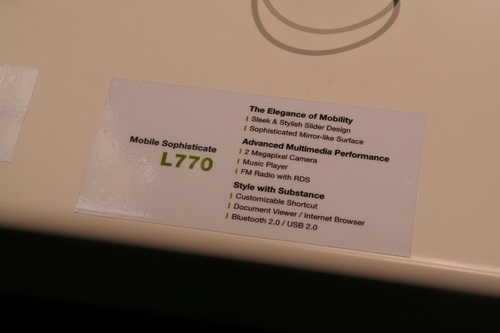 Mobile Sophisticate
L770
The Elegance of Mobility
Sleek & Stylish Slider Design
Sophisticated Mirror-like Surface
Advanced Multimedia Performance
2 Megapixel Camera
Music Player
FM Radio with RDS
Style with Substance
Customizable Shortcut
Document Viewer / Internet Browser
Bluetooth 2.0 / USB 2.0